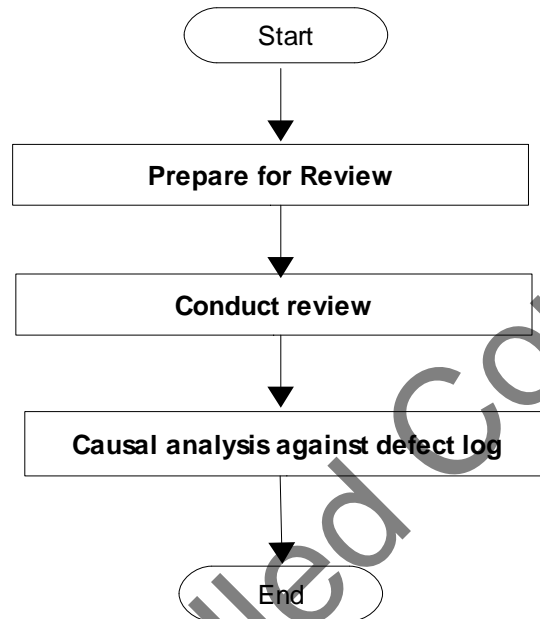 Start
Prepare for Review
Conduct review
Causal analysis against defect log
End